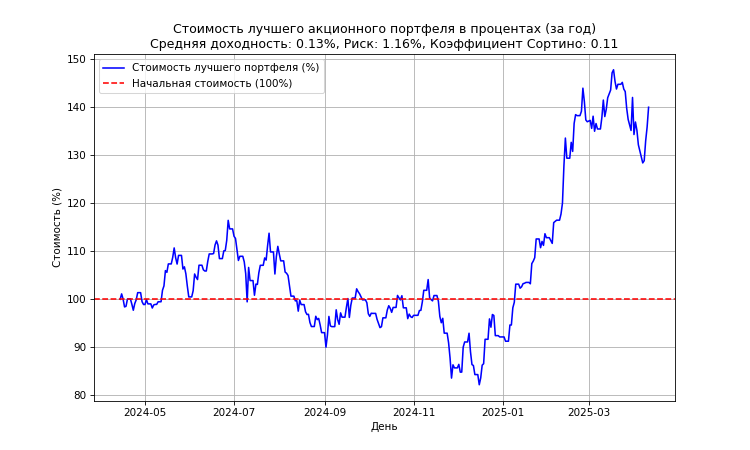 Стоимость лучшего акционного портфеля в процентах (за год)
Средняя доходность: 0.13%, Риск: 1.16%, Коэффициент Сортино: 0.11
Стоимость лучшего портфеля (%)
Начальная стоимость (100%)
Стоимость (%)
150
140
130
120
110
100
90
80
2024-05
2024-07
2024-09
2024-11
2025-01
2025-03
День